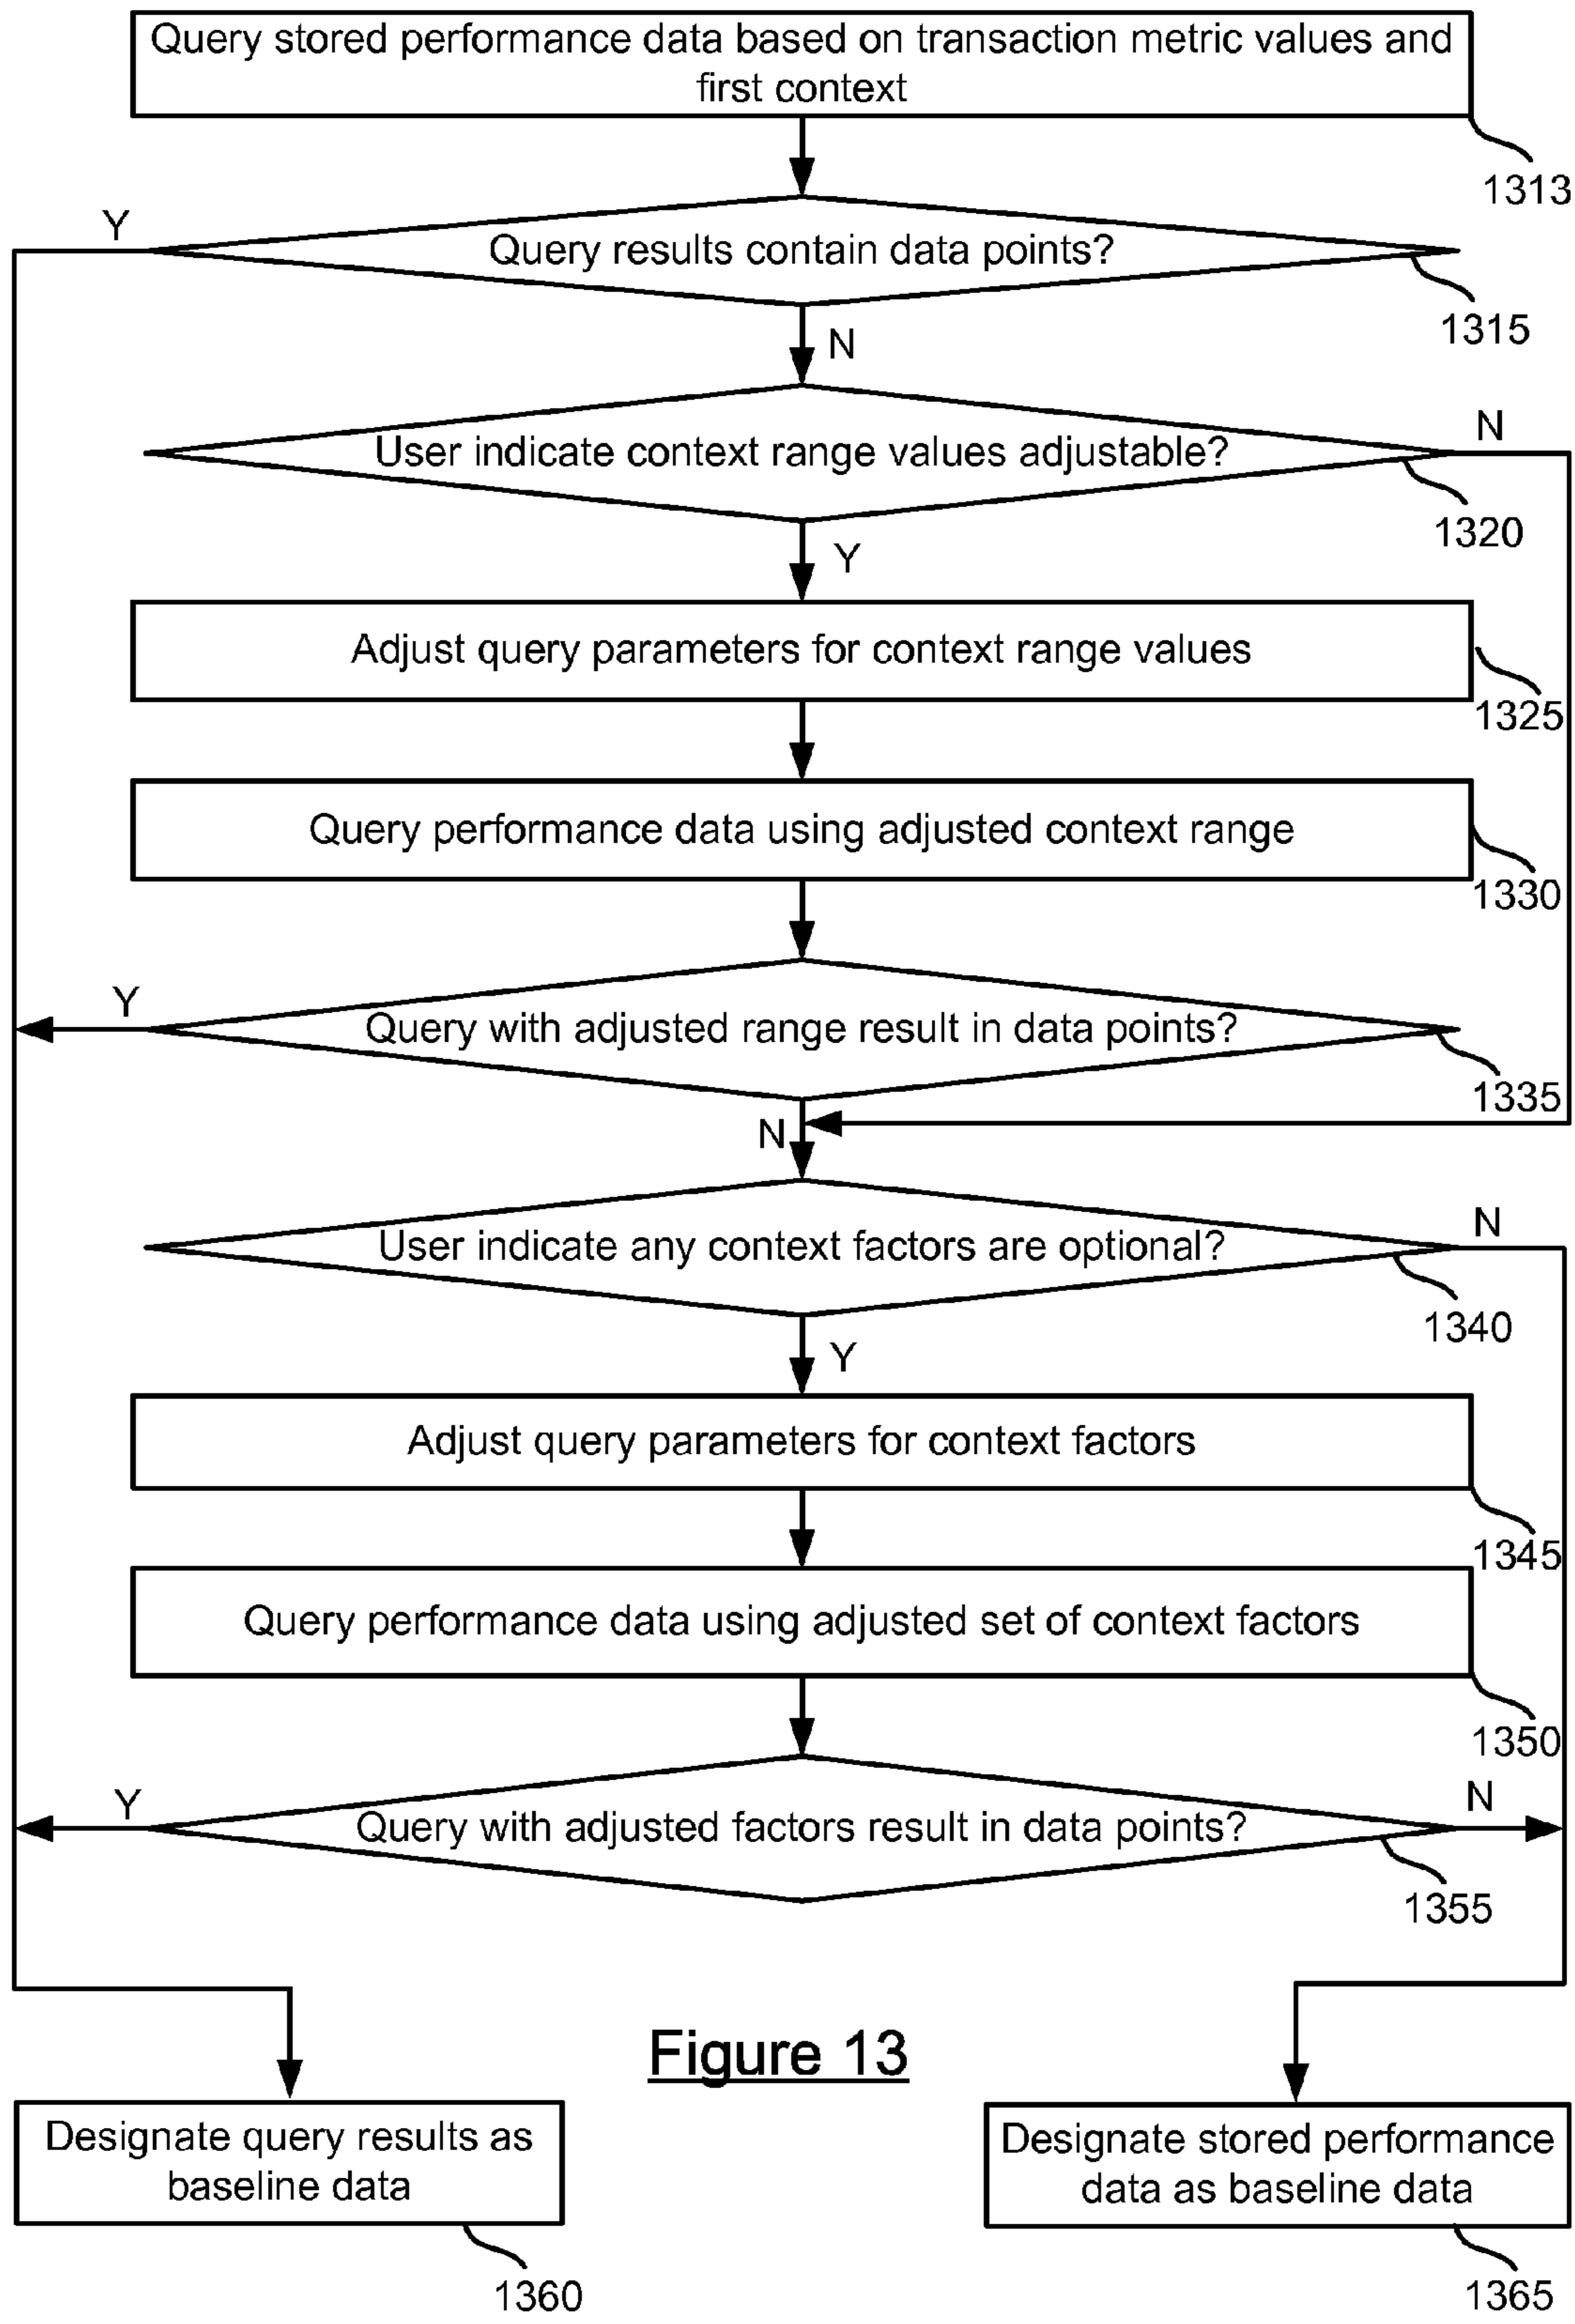 Query stored performance data based on transaction metric values and
first context
1313
Y
Query results contain data points?
1315
N
User indicate context range values adjustable?
N
1320
Y
Adjust query parameters for context range values
1325
Query performance data using adjusted context range
1330
Y
Query with adjusted range result in data points?
1335
N
User indicate any context factors are optional?
N
1340
Y
Adjust query parameters for context factors
1345
Query performance data using adjusted set of context factors
1350
Y
Query with adjusted factors result in data points?
N
1355
Figure 13
Designate query results as
baseline data
1360
Designate stored performance
data as baseline data
1365